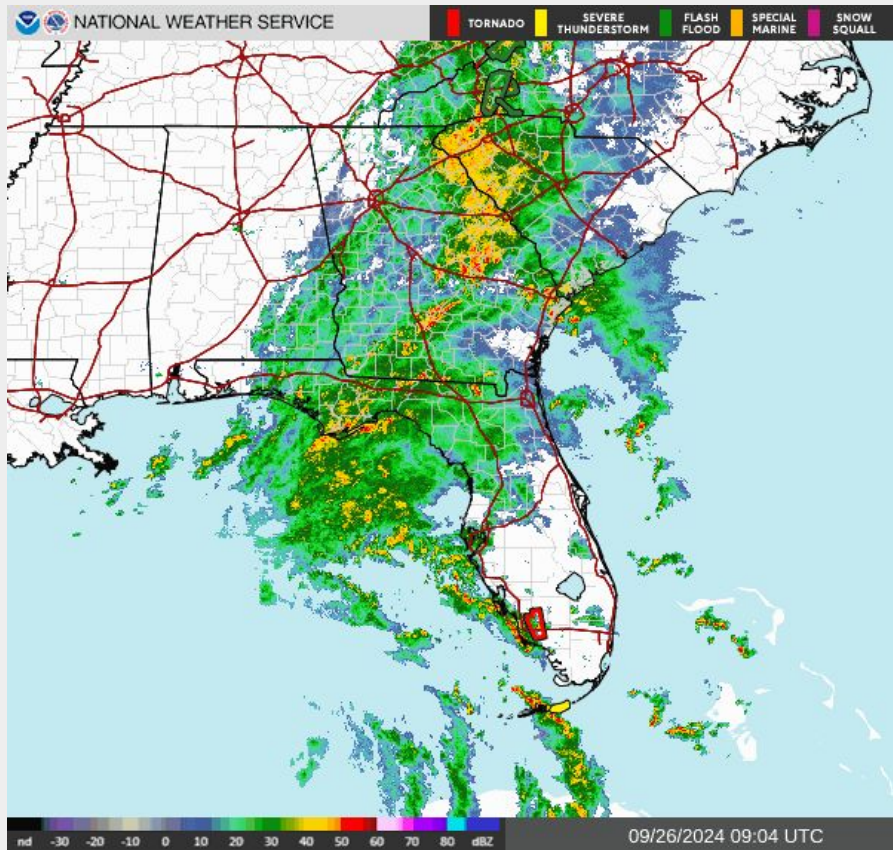 NATIONAL WEATHER SERVICE
TORNADO
SEVERE
THUNDERSTORM
FLASH
FLOOD
SPECIAL
MARINE
SNOW
SQUALL
nd -30 -20 -10 0 10 20 30 40 50 60 70 80 dBZ
09/26/2024 09:04 UTC